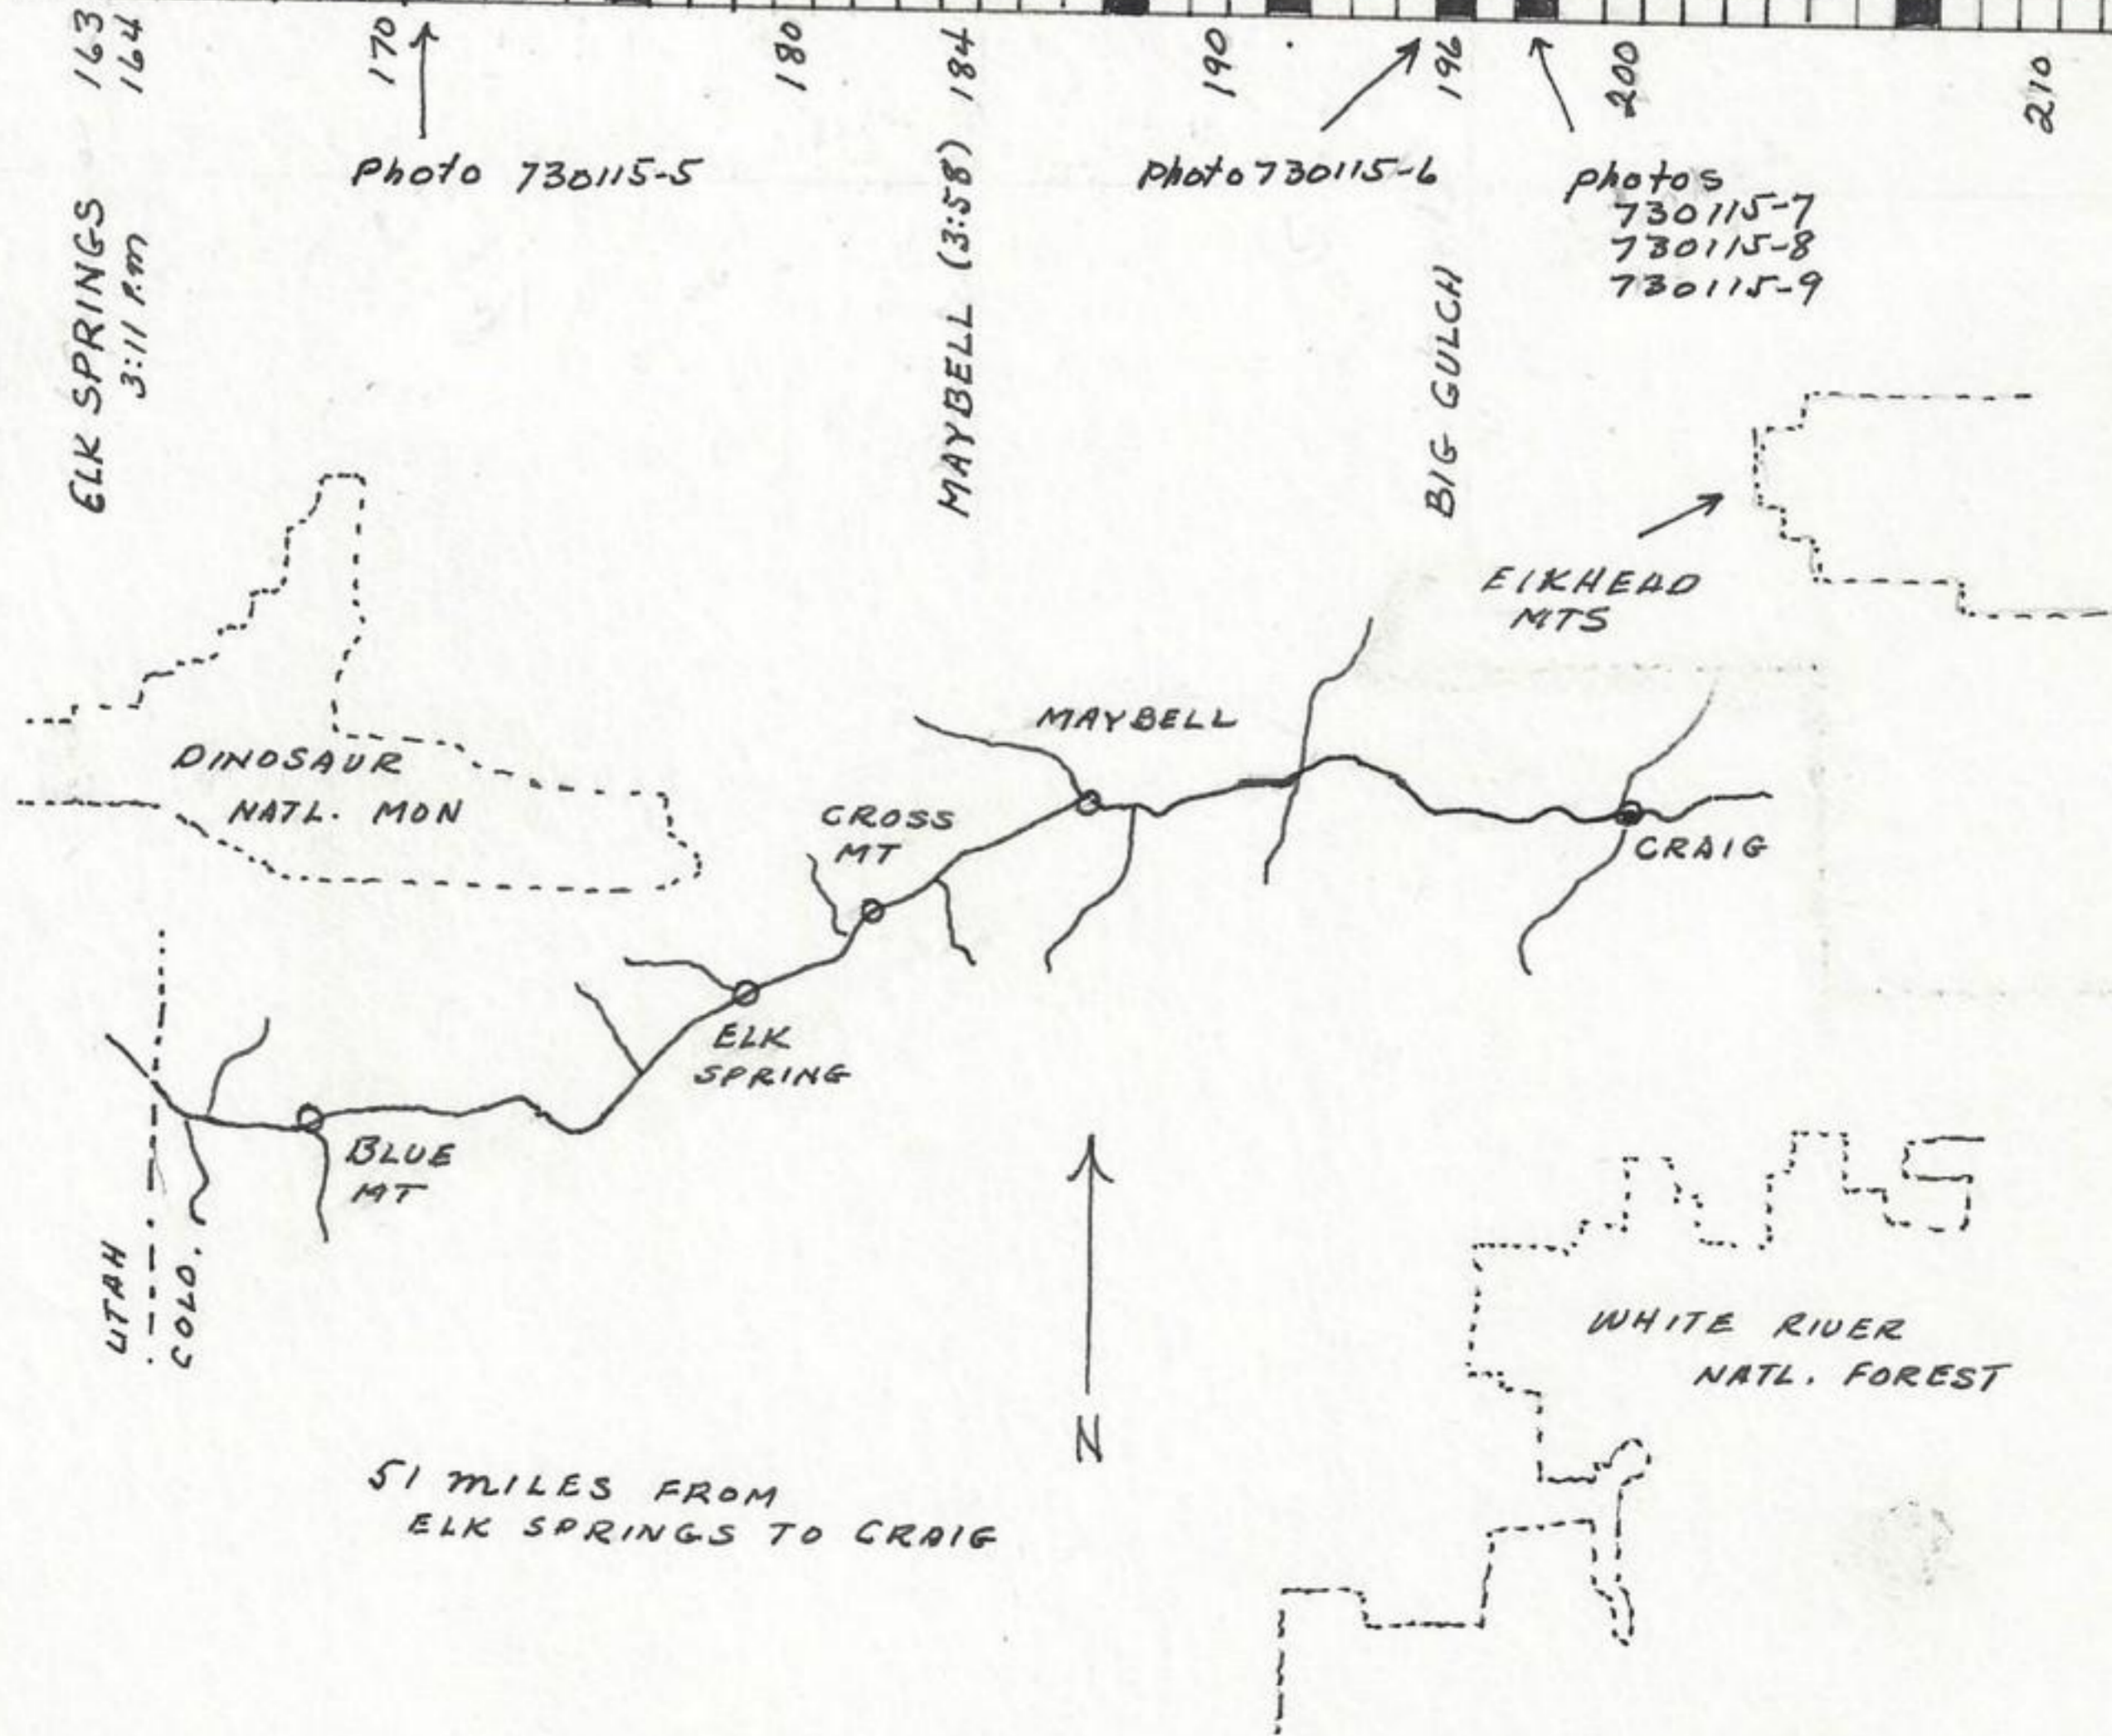 163
164
170
180
184
190
196
200
210
ELK SPRINGS
3:11 P.m
Photo 730115-5
MAYBELL (3:58)
Photo 730115-6
BIG GULCH
photos
730115-7
730115-8
730115-9
ElKHEAD
MTS
MAYBELL
DINOSAUR
NATL. MON
CROSS
MT
CRAIG
ELK
SPRING
BLUE
MT
UTAH
COLO.
WHITE RIVER
NATL. FOREST
N
51 MILES FROM
ELK SPRINGS TO CRAIG